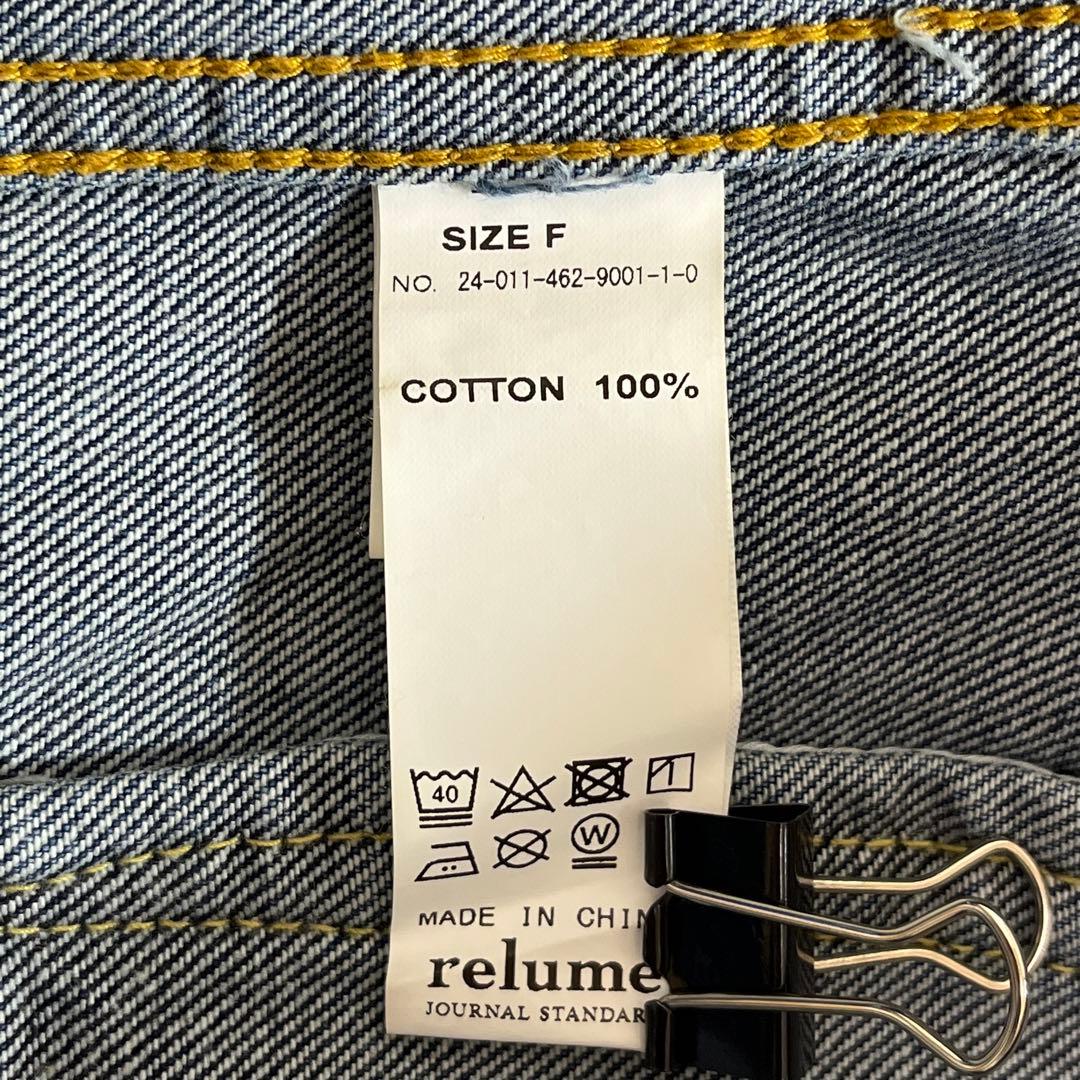 SIZE F
NO. 24-011-462-9001-1-0
COTTON 100%
40
W
MADE IN CHIN
relume
JOURNAL STANDAR